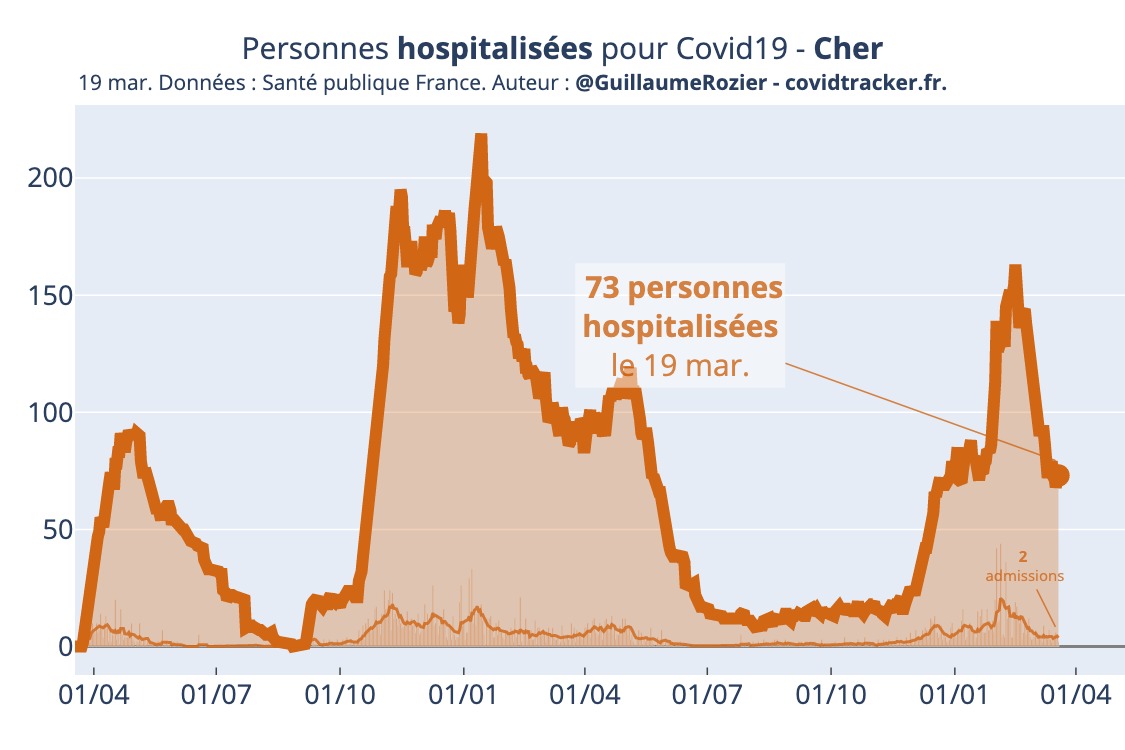 Personnes hospitalisées pour Covid19 - Cher
19 mar. Données : Santé publique France. Auteur : @GuillaumeRozier - covidtracker.fr.
200
150
100
50
0
73 personnes
hospitalisées
le 19 mar.
2
admissions
01/04 01/07 01/10 01/01 01/04 01/07 01/10 01/01 01/04